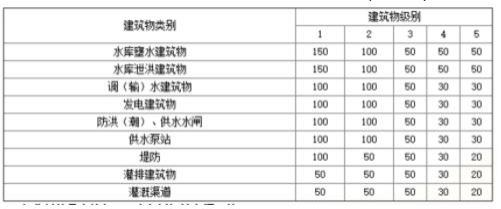 建筑物类别 建筑物级别
1 2 3 4 5
水库壅水建筑物 150 100 50 50 50
水库泄洪建筑物 150 100 50 50 50
调（输）水建筑物 100 100 50 30 30
发电建筑物 100 100 50 30 30
防洪（潮）、供水水闸 100 100 50 30 30
供水泵站 100 100 50 30 30
堤防 100 50 50 30 20
灌排建筑物 50 50 50 30 20
灌溉渠道 50 50 50 30 20